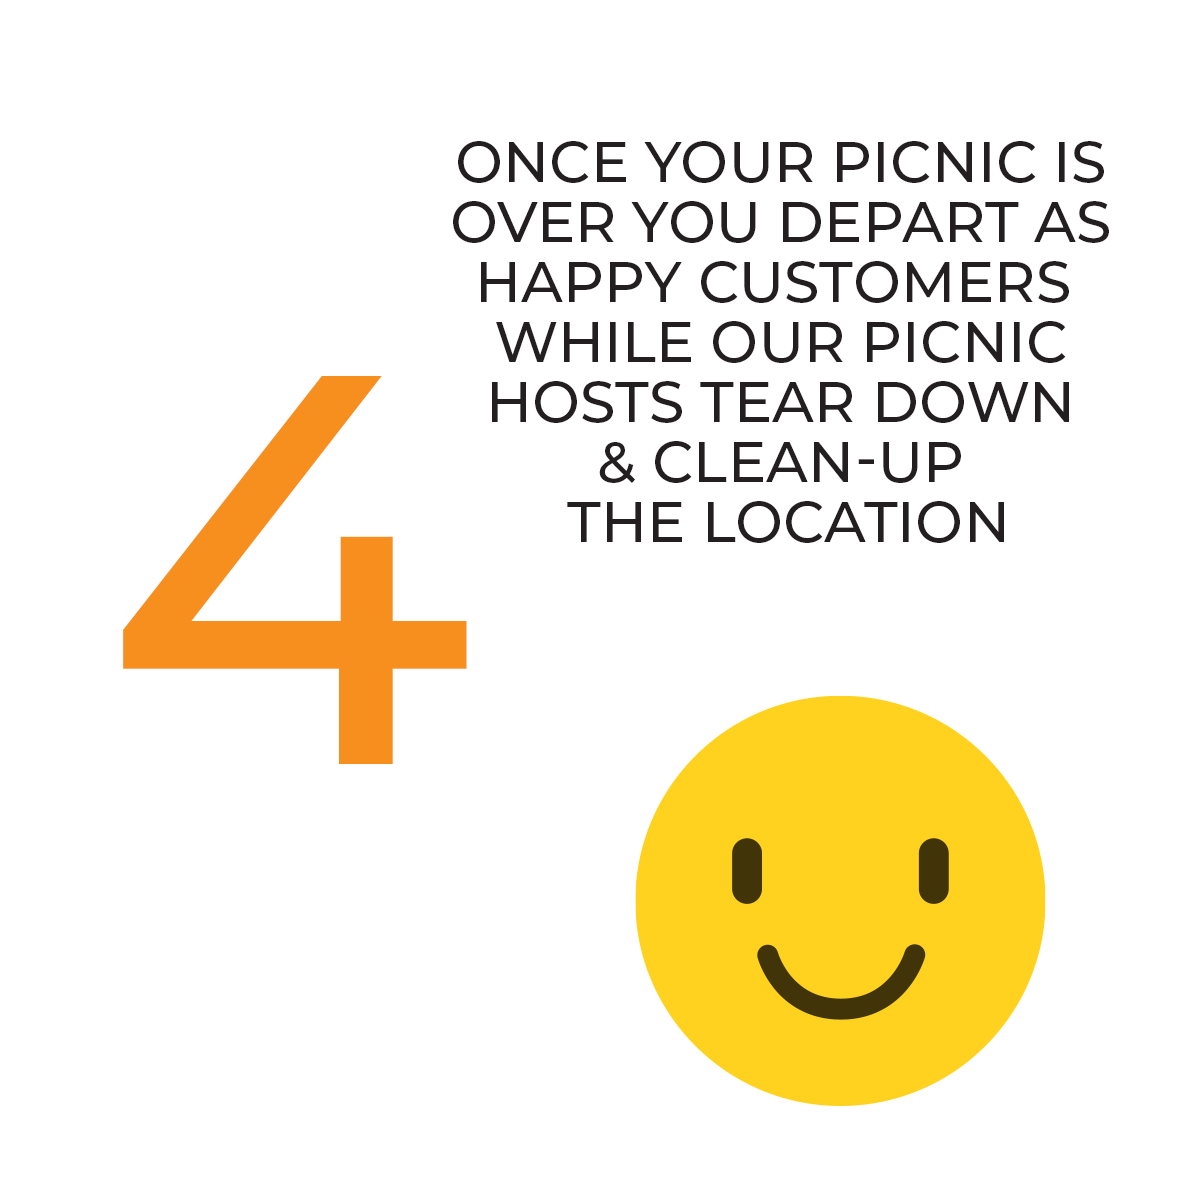 ONCE YOUR PICNIC IS
OVER YOU DEPART AS
HAPPY CUSTOMERS
WHILE OUR PICNIC
HOSTS TEAR DOWN
& CLEAN-UP
THE LOCATION
4